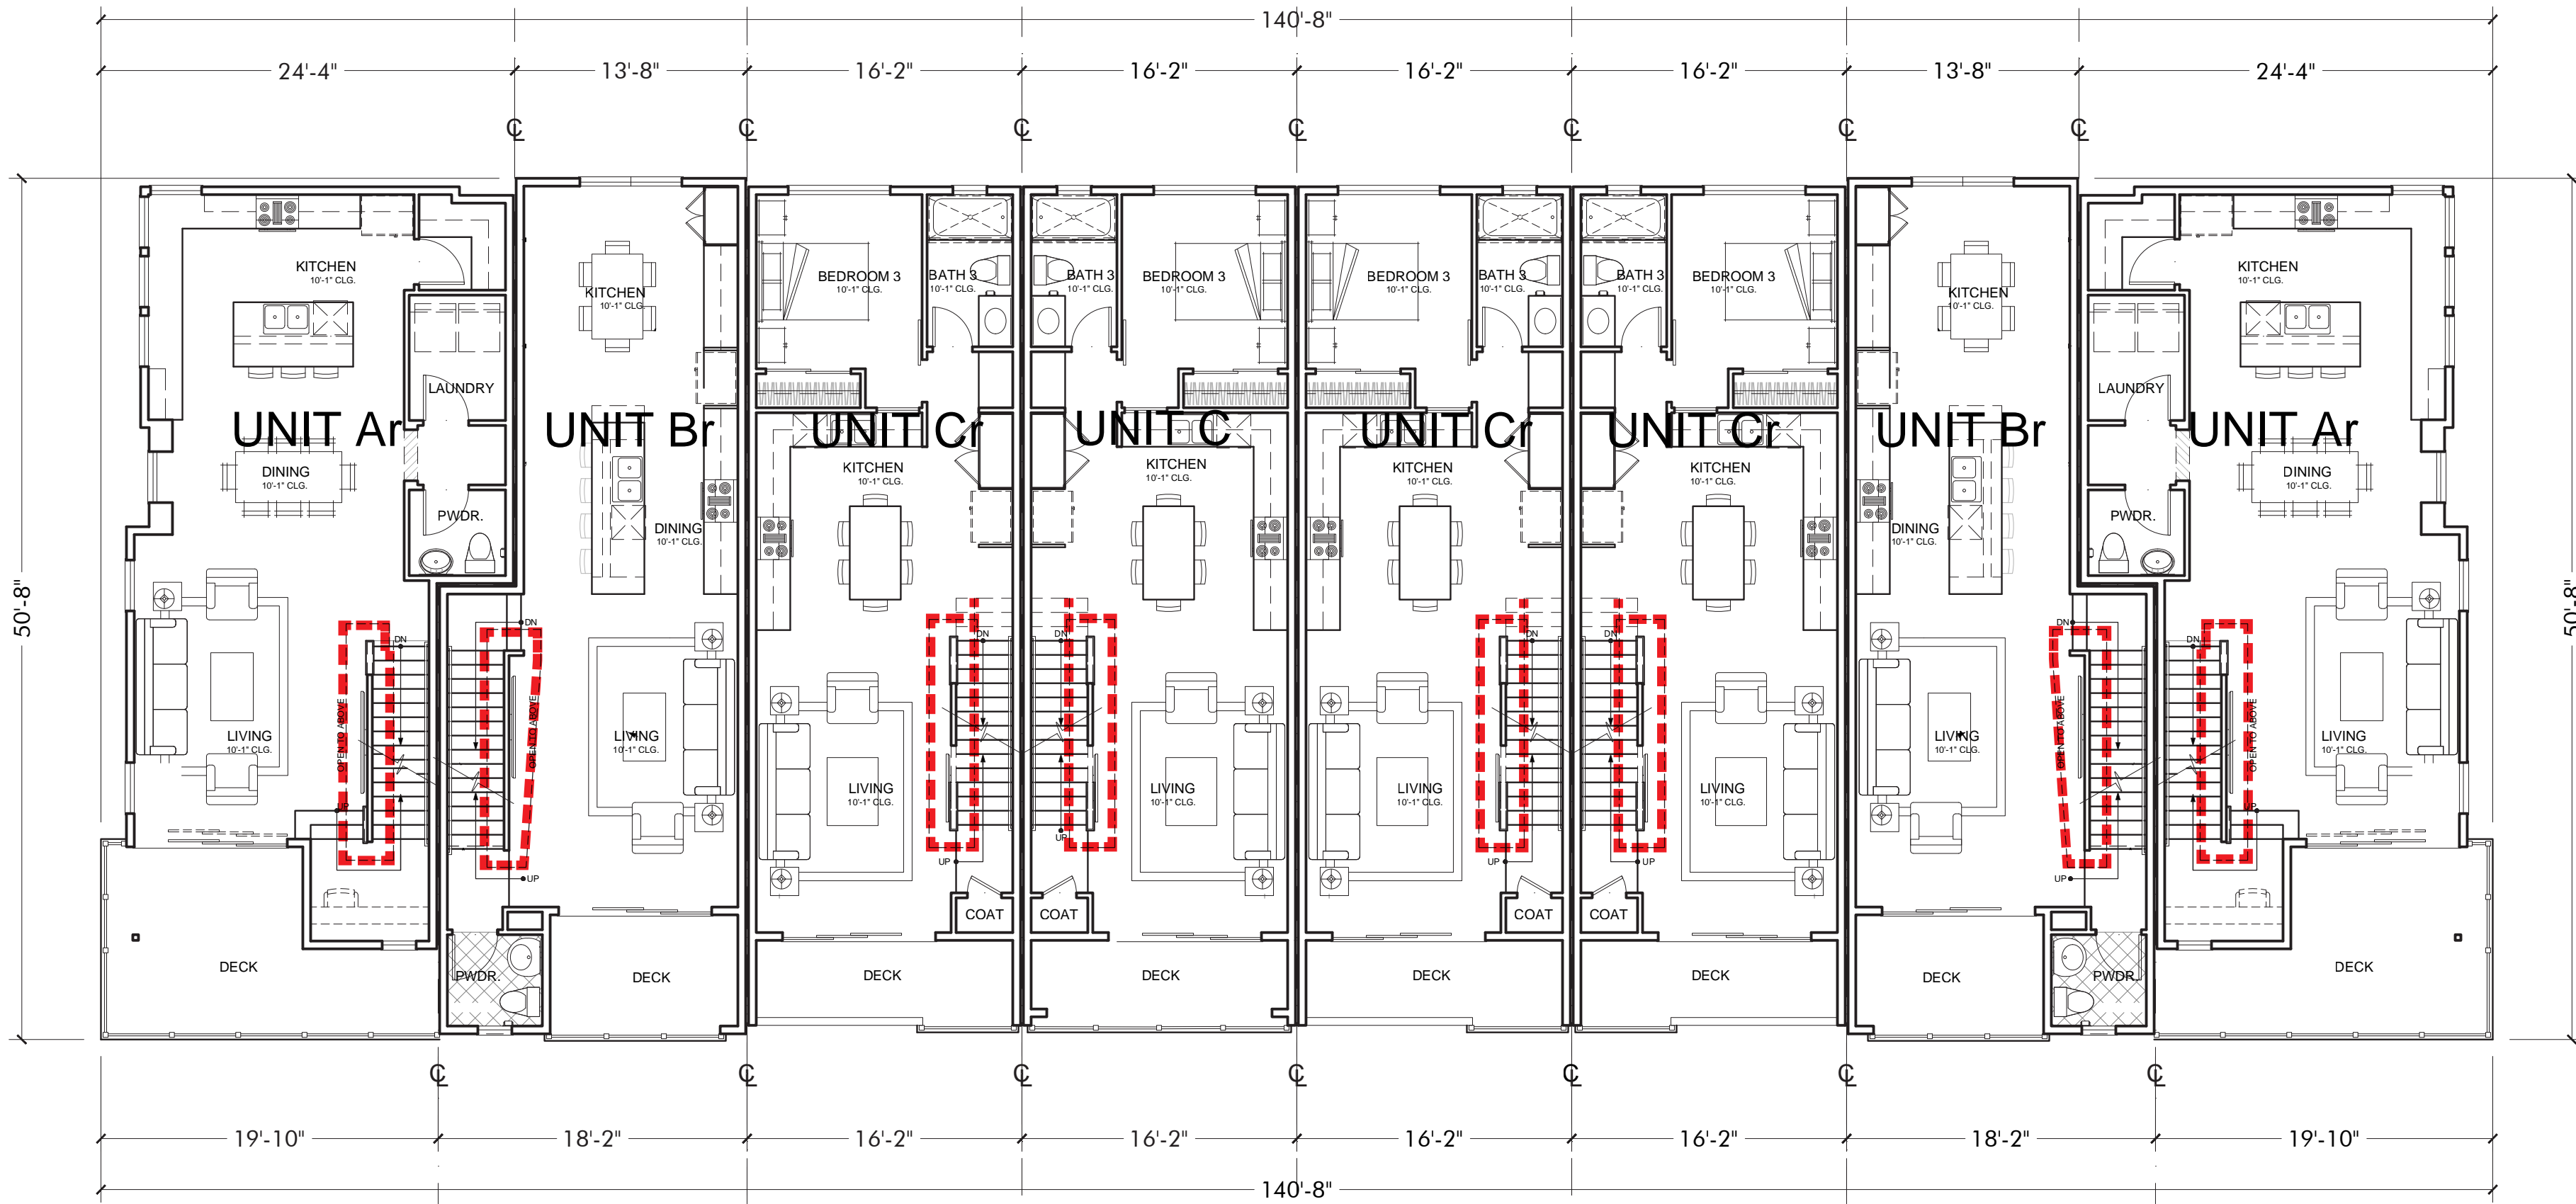 140'-8"
24'-4" 13'-8" 16'-2" 16'-2" 16'-2" 16'-2" 13'-8" 24'-4"
℄ ℄ ℄ ℄ ℄ ℄ ℄
KITCHEN
10'-1" CLG.
LAUNDRY
UNIT Ar
DINING
10'-1" CLG.
PWDR.
LIVING
10'-1" CLG.
OPEN TO ABOVE
DN
UP
DECK
KITCHEN
10'-1" CLG.
UNIT Br
DINING
10'-1" CLG.
DN
OPEN TO ABOVE
LIVING
10'-1" CLG.
UP
PWDR.
DECK
BEDROOM 3
10'-1" CLG.
BATH 3
10'-1" CLG.
UNIT Cr
KITCHEN
10'-1" CLG.
DN
LIVING
10'-1" CLG.
UP
COAT
DECK
BATH 3
10'-1" CLG.
BEDROOM 3
10'-1" CLG.
UNIT C
KITCHEN
10'-1" CLG.
DN
LIVING
10'-1" CLG.
UP
COAT
DECK
BEDROOM 3
10'-1" CLG.
BATH 3
10'-1" CLG.
UNIT Cr
KITCHEN
10'-1" CLG.
DN
LIVING
10'-1" CLG.
UP
COAT
DECK
BATH 3
10'-1" CLG.
BEDROOM 3
10'-1" CLG.
UNIT Cr
KITCHEN
10'-1" CLG.
DN
LIVING
10'-1" CLG.
UP
COAT
DECK
KITCHEN
10'-1" CLG.
UNIT Br
DINING
10'-1" CLG.
DN
OPEN TO ABOVE
LIVING
10'-1" CLG.
UP
DECK
PWDR.
KITCHEN
10'-1" CLG.
LAUNDRY
UNIT Ar
DINING
10'-1" CLG.
PWDR.
DN
OPEN TO ABOVE
LIVING
10'-1" CLG.
UP
DECK
50'-8"
50'-8"
℄ ℄ ℄ ℄ ℄ ℄ ℄
19'-10" 18'-2" 16'-2" 16'-2" 16'-2" 16'-2" 18'-2" 19'-10"
140'-8"